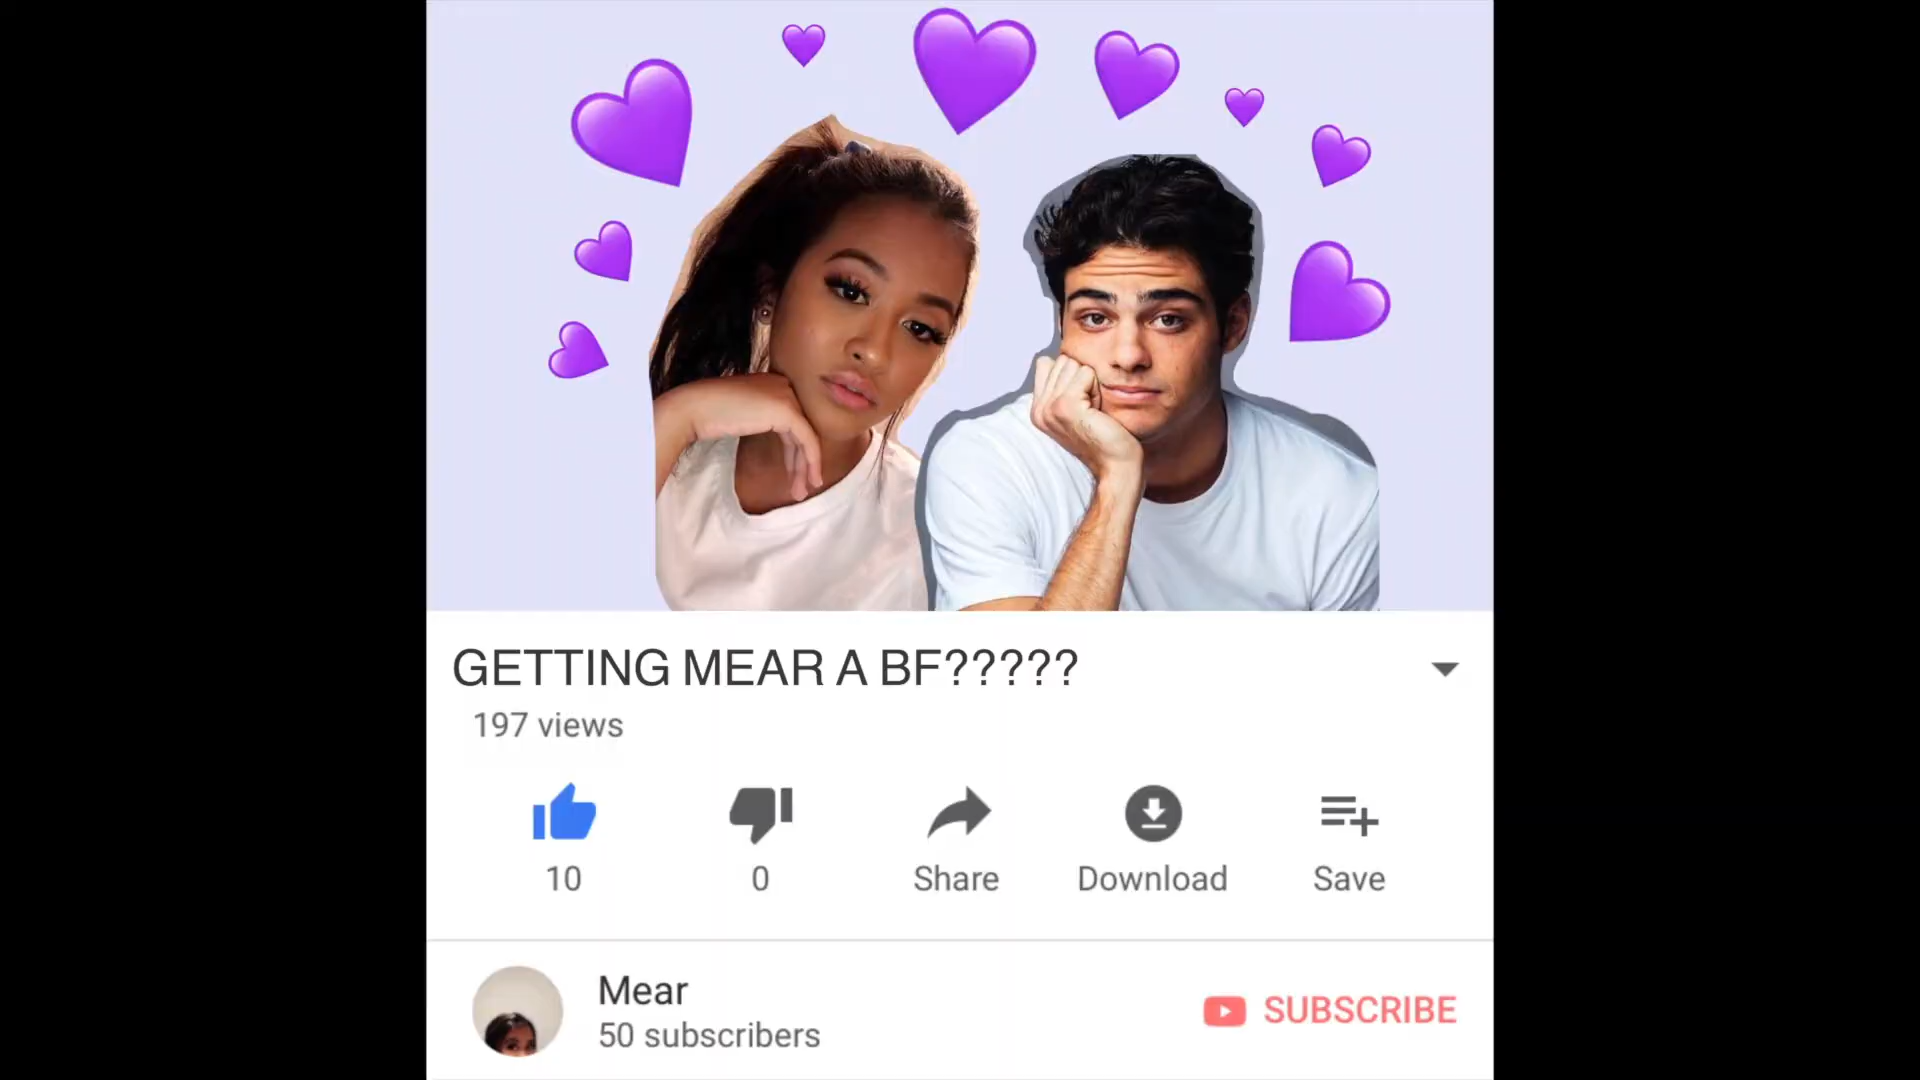 GETTING MEAR A BF?????
197 views
10
0
Share
Download
Save
Mear
50 subscribers
SUBSCRIBE